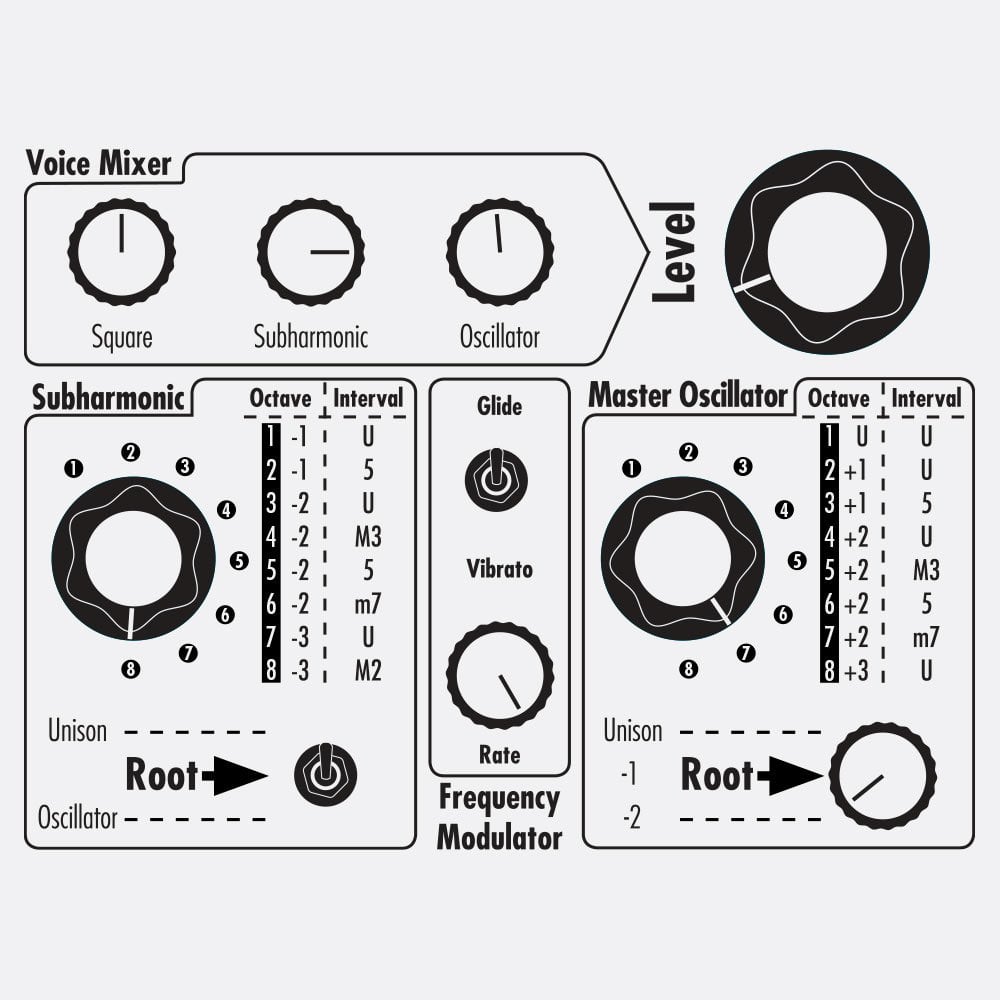 Voice Mixer
Square
Subharmonic
Oscillator
Level
Subharmonic
Octave Interval
1 -1 U
2 -1 5
3 -2 U
4 -2 M3
5 -2 5
6 -2 m7
7 -3 U
8 -3 M2
1
2
3
4
5
6
7
8
Unison
Root
Oscillator
Glide
Vibrato
Rate
Frequency
Modulator
Master Oscillator
Octave Interval
1 U U
2 +1 U
3 +1 5
4 +2 U
5 +2 M3
6 +2 5
7 +2 m7
8 +3 U
1
2
3
4
5
6
7
8
Unison
-1 Root
-2